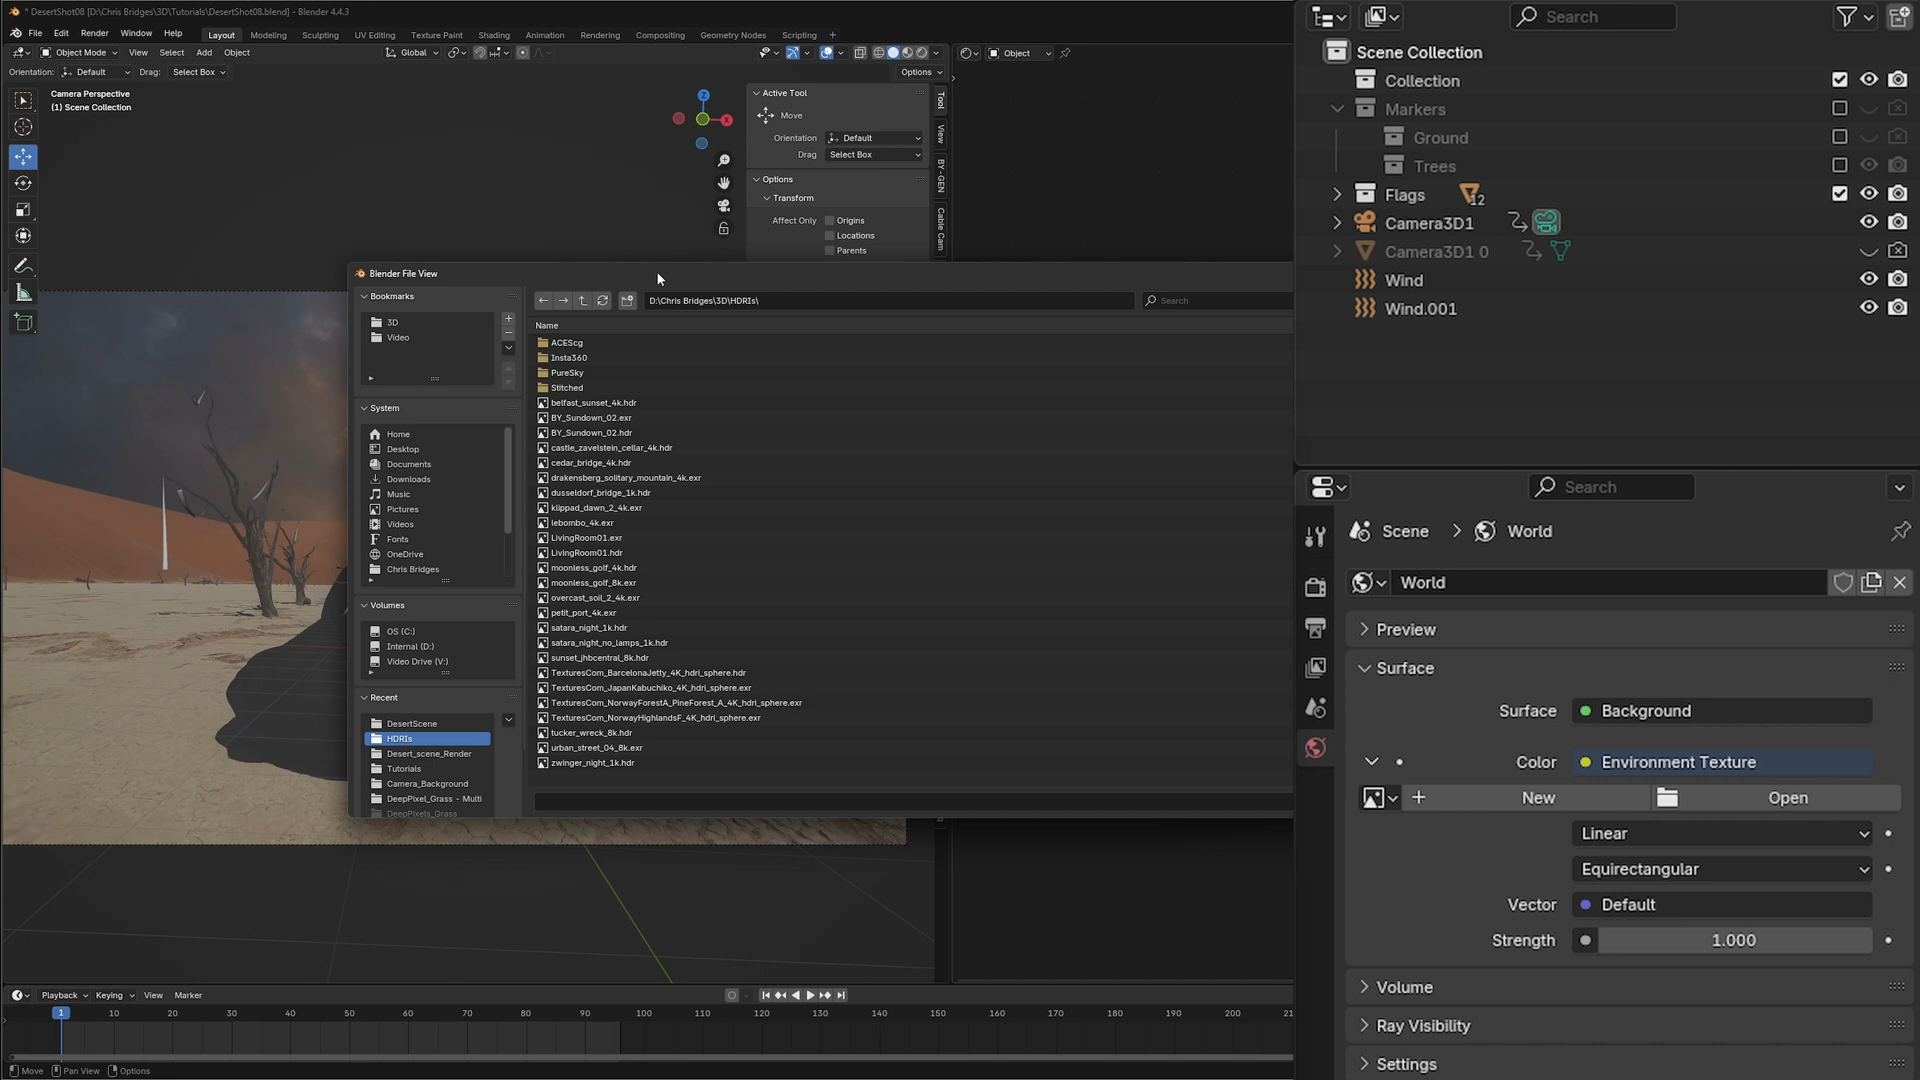 * DesertShot08 [D:\Chris Bridges\3D\Tutorials\DesertShot08.blend] - Blender 4.4.3
File Edit Render Window Help Layout Modeling Sculpting UV Editing Texture Paint Shading Animation Rendering Compositing Geometry Nodes Scripting +
Object Mode View Select Add Object Global Object
Orientation: Default Drag: Select Box Options
Camera Perspective
(1) Scene Collection
Z
X
Active Tool
Move
Orientation Default
Drag Select Box
Options
Transform
Affect Only Origins
Locations
Parents
Tool
View
BY-GEN
Cable Cam
Blender File View
Bookmarks
3D
Video
System
Home
Desktop
Documents
Downloads
Music
Pictures
Videos
Fonts
OneDrive
Chris Bridges
Volumes
OS (C:)
Internal (D:)
Video Drive (V:)
Recent
DesertScene
HDRIs
Desert_scene_Render
Tutorials
Camera_Background
DeepPixel_Grass - Multi
DeepPixels_Grass
D:\Chris Bridges\3D\HDRIs\
Search
Name
ACEScg
Insta360
PureSky
Stitched
belfast_sunset_4k.hdr
BY_Sundown_02.exr
BY_Sundown_02.hdr
castle_zavelstein_cellar_4k.hdr
cedar_bridge_4k.hdr
drakensberg_solitary_mountain_4k.exr
dusseldorf_bridge_1k.hdr
klippad_dawn_2_4k.exr
lebombo_4k.exr
LivingRoom01.exr
LivingRoom01.hdr
moonless_golf_4k.hdr
moonless_golf_8k.exr
overcast_soil_2_4k.exr
petit_port_4k.exr
satara_night_1k.hdr
satara_night_no_lamps_1k.hdr
sunset_jhbcentral_8k.hdr
TexturesCom_BarcelonaJetty_4K_hdri_sphere.hdr
TexturesCom_JapanKabuchiko_4K_hdri_sphere.exr
TexturesCom_NorwayForestA_PineForest_A_4K_hdri_sphere.exr
TexturesCom_NorwayHighlandsF_4K_hdri_sphere.exr
tucker_wreck_8k.hdr
urban_street_04_8k.exr
zwinger_night_1k.hdr
Playback Keying View Marker
1 10 20 30 40 50 60 70 80 90 100 110 120 130 140 150 160 170 180 190 200 21
Move Pan View Options
Search
Scene Collection
Collection
Markers
Ground
Trees
Flags 12
Camera3D1
Camera3D1 0
Wind
Wind.001
Search
Scene > World
World
Preview
Surface
Surface Background
Color Environment Texture
+ New Open
Linear
Equirectangular
Vector Default
Strength 1.000
Volume
Ray Visibility
Settings